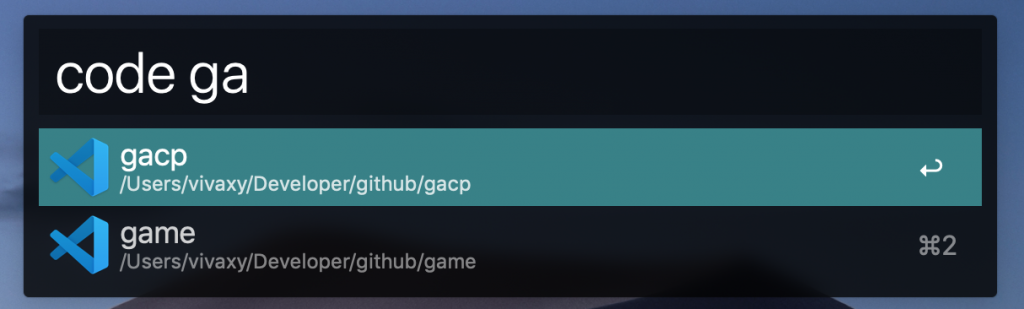 code ga
gacp
/Users/vivaxy/Developer/github/gacp
game
/Users/vivaxy/Developer/github/game
⌘2